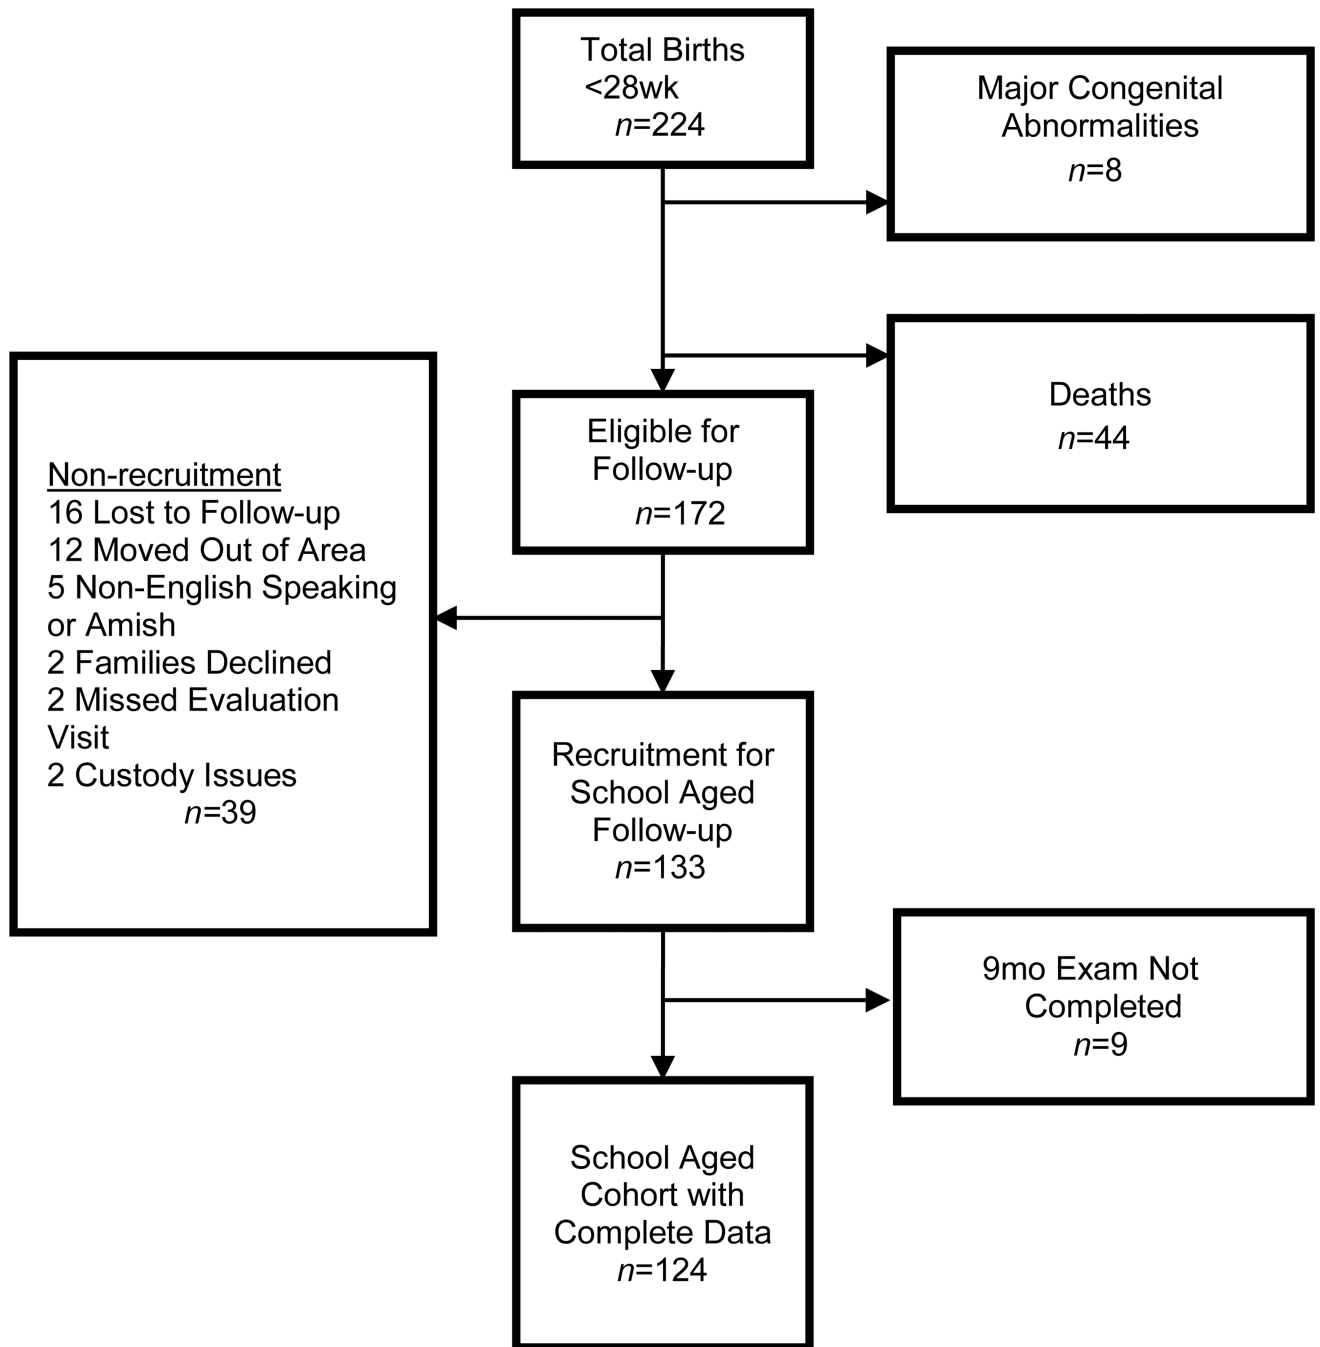 Total Births
<28wk
n=224
Major Congenital
Abnormalities
n=8
Deaths
n=44
Eligible for
Follow-up
n=172
Non-recruitment
16 Lost to Follow-up
12 Moved Out of Area
5 Non-English Speaking
or Amish
2 Families Declined
2 Missed Evaluation
Visit
2 Custody Issues
n=39
Recruitment for
School Aged
Follow-up
n=133
9mo Exam Not
Completed
n=9
School Aged
Cohort with
Complete Data
n=124